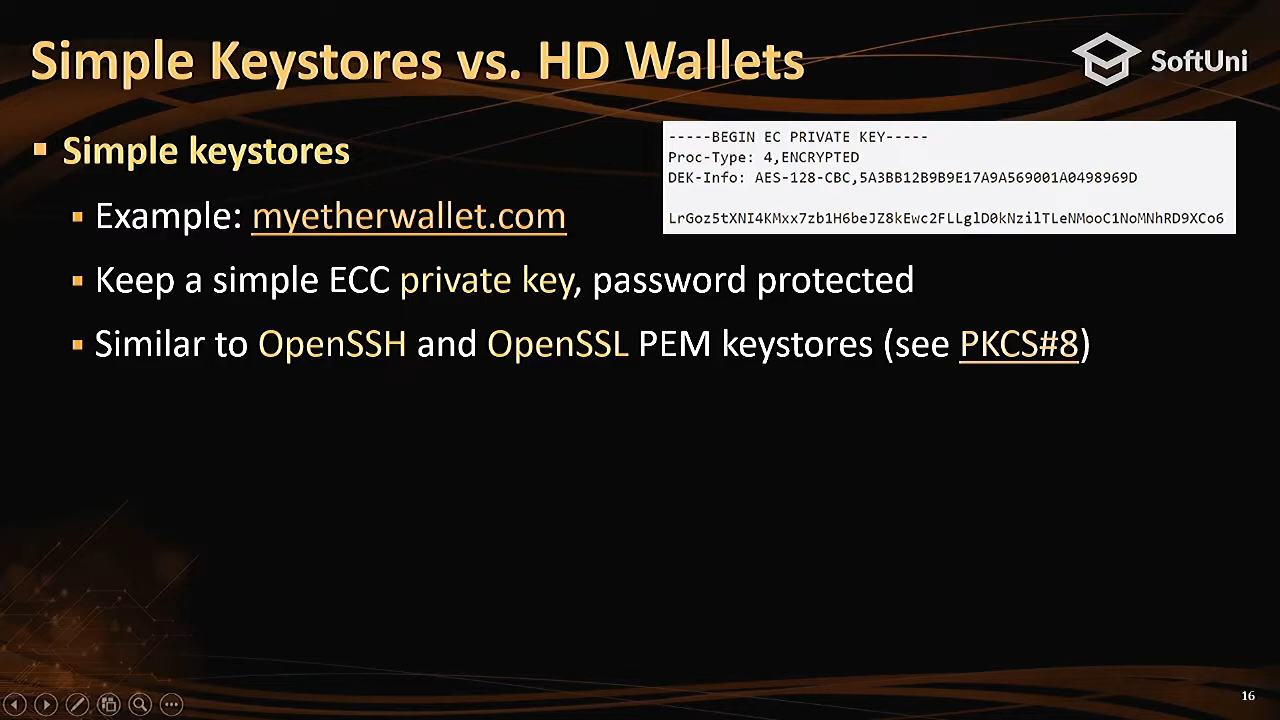 Simple Keystores vs. HD Wallets
SoftUni
Simple keystores
-----BEGIN EC PRIVATE KEY-----
Proc-Type: 4,ENCRYPTED
DEK-Info: AES-128-CBC,5A3BB12B9B9E17A9A569001A0498969D
LrGoz5tXNI4KMxx7zb1H6beJZ8kEwc2FLLglD0kNzilTLeNMooC1NoMNhRD9XCo6
Example: myetherwallet.com
Keep a simple ECC private key, password protected
Similar to OpenSSH and OpenSSL PEM keystores (see PKCS#8)
16